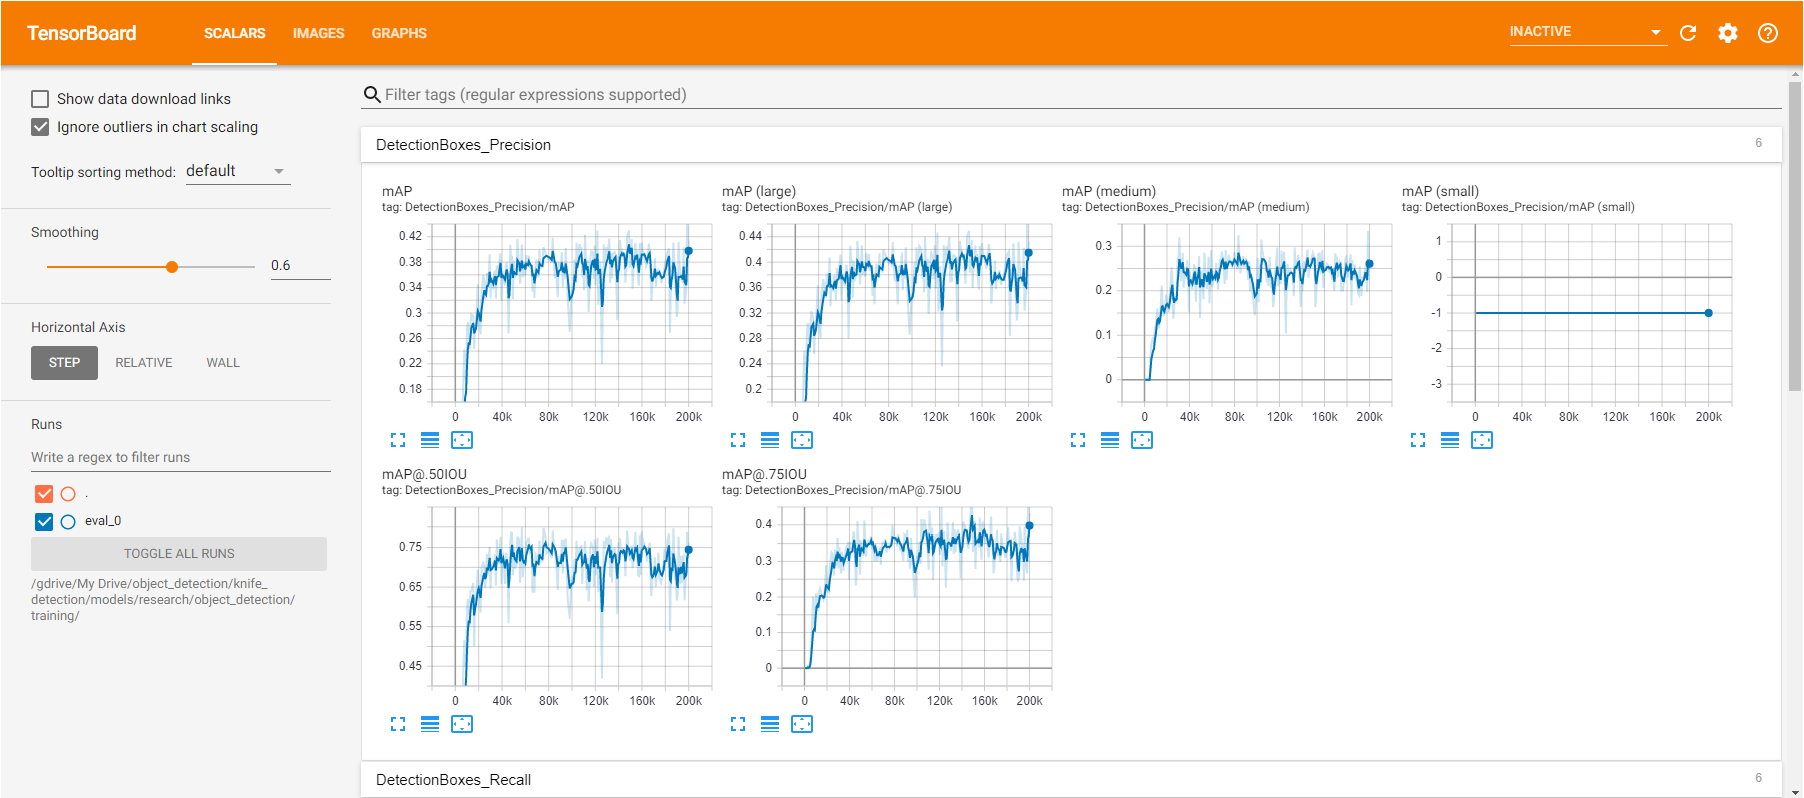 TensorBoard
SCALARS IMAGES GRAPHS
INACTIVE
Show data download links
Ignore outliers in chart scaling
Tooltip sorting method: default
Smoothing
0.6
Horizontal Axis
STEP RELATIVE WALL
Runs
Write a regex to filter runs
.
eval_0
TOGGLE ALL RUNS
/gdrive/My Drive/object_detection/knife_
detection/models/research/object_detection/
training/
Filter tags (regular expressions supported)
DetectionBoxes_Precision 6
mAP
tag: DetectionBoxes_Precision/mAP
0.42
0.38
0.34
0.3
0.26
0.22
0.18
0 40k 80k 120k 160k 200k
mAP (large)
tag: DetectionBoxes_Precision/mAP (large)
0.44
0.4
0.36
0.32
0.28
0.24
0.2
0 40k 80k 120k 160k 200k
mAP (medium)
tag: DetectionBoxes_Precision/mAP (medium)
0.3
0.2
0.1
0
0 40k 80k 120k 160k 200k
mAP (small)
tag: DetectionBoxes_Precision/mAP (small)
1
0
-1
-2
-3
0 40k 80k 120k 160k 200k
mAP@.50IOU
tag: DetectionBoxes_Precision/mAP@.50IOU
0.75
0.65
0.55
0.45
0 40k 80k 120k 160k 200k
mAP@.75IOU
tag: DetectionBoxes_Precision/mAP@.75IOU
0.4
0.3
0.2
0.1
0
0 40k 80k 120k 160k 200k
DetectionBoxes_Recall 6